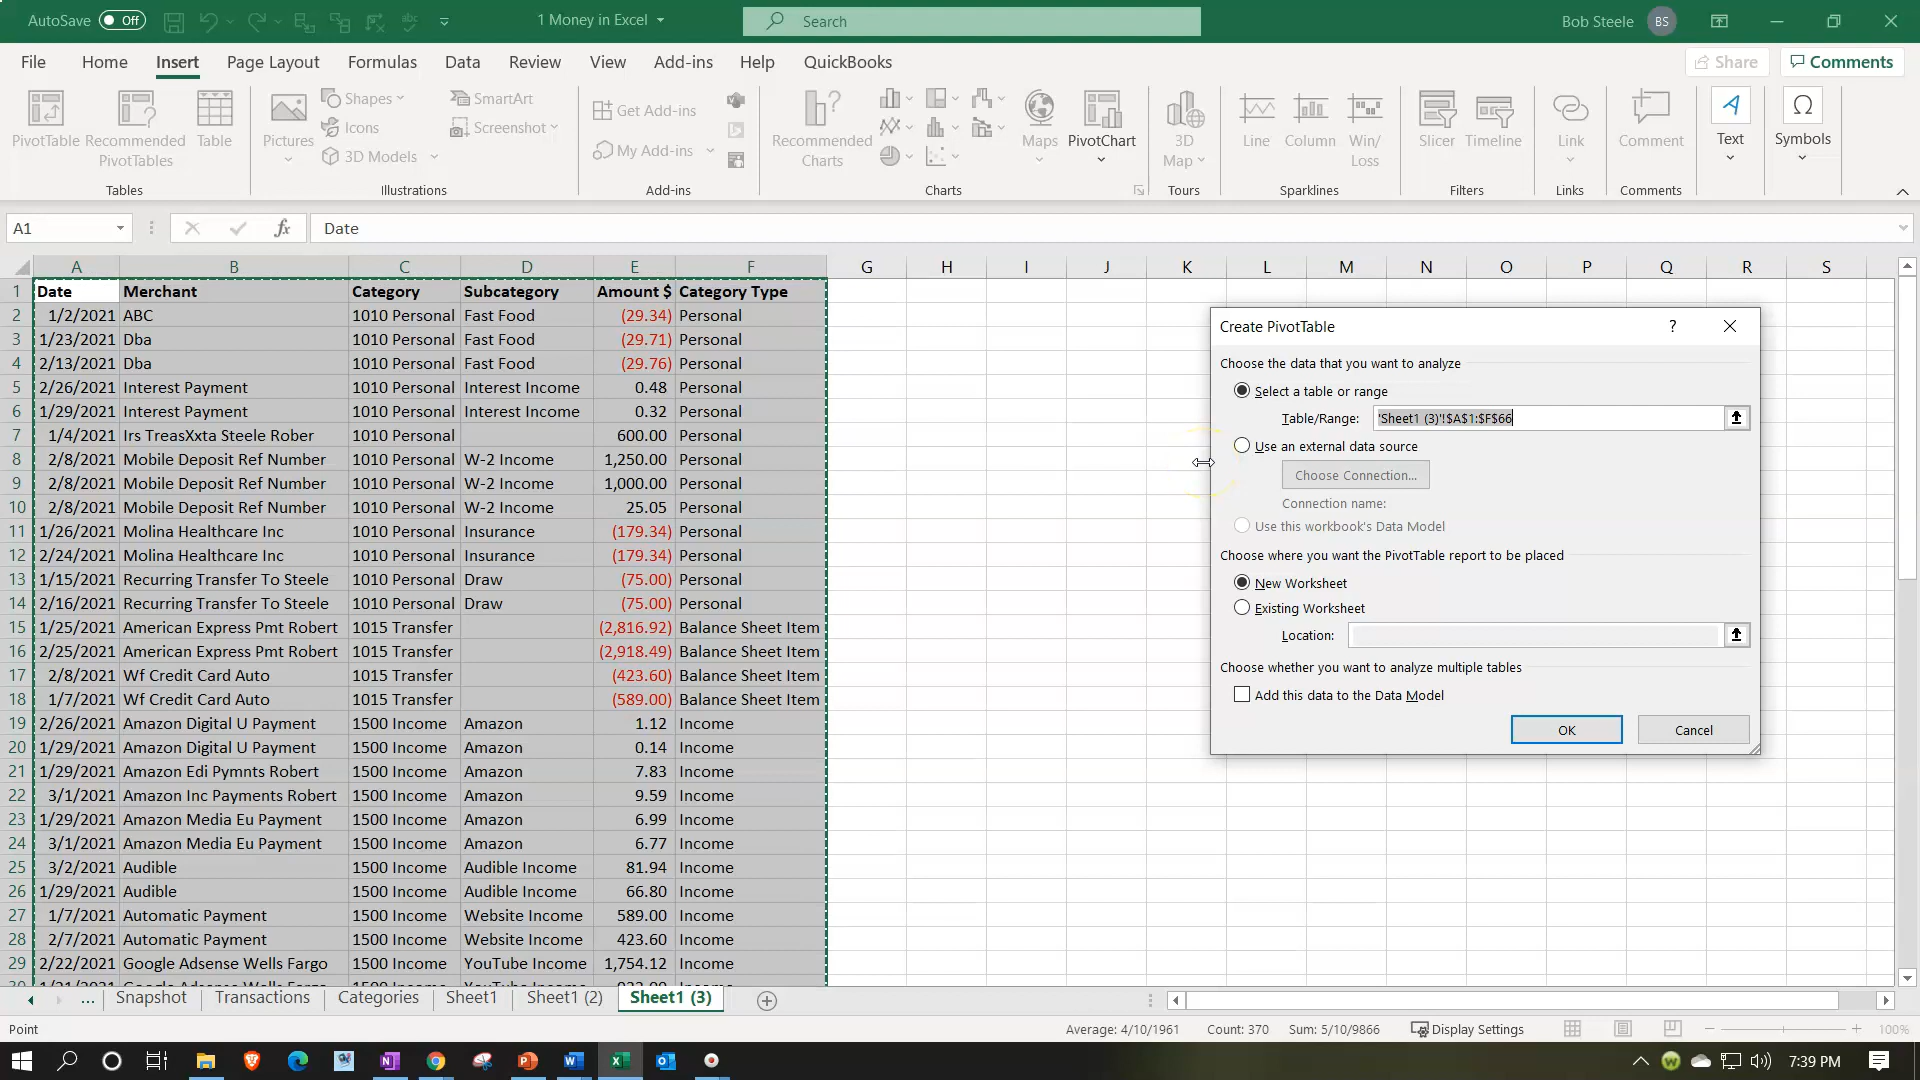 AutoSave Off 1 Money in Excel Search Bob Steele BS
File Home Insert Page Layout Formulas Data Review View Add-ins Help QuickBooks Share Comments
PivotTable Recommended PivotTables Table
Tables
Pictures Shapes Icons 3D Models SmartArt Screenshot
Illustrations
Get Add-ins My Add-ins
Add-ins
Recommended Charts Maps PivotChart
Charts
3D Map
Tours
Line Column Win/Loss
Sparklines
Slicer Timeline
Filters
Link
Links
Comment
Comments
Text
Symbols
A1 fx Date
A B C D E F G H I J K L M N O P Q R S
1 Date Merchant Category Subcategory Amount $ Category Type
2 1/2/2021 ABC 1010 Personal Fast Food (29.34) Personal
3 1/23/2021 Dba 1010 Personal Fast Food (29.71) Personal
4 2/13/2021 Dba 1010 Personal Fast Food (29.76) Personal
5 2/26/2021 Interest Payment 1010 Personal Interest Income 0.48 Personal
6 1/29/2021 Interest Payment 1010 Personal Interest Income 0.32 Personal
7 1/4/2021 Irs TreasXxta Steele Rober 1010 Personal 600.00 Personal
8 2/8/2021 Mobile Deposit Ref Number 1010 Personal W-2 Income 1,250.00 Personal
9 2/8/2021 Mobile Deposit Ref Number 1010 Personal W-2 Income 1,000.00 Personal
10 2/8/2021 Mobile Deposit Ref Number 1010 Personal W-2 Income 25.05 Personal
11 1/26/2021 Molina Healthcare Inc 1010 Personal Insurance (179.34) Personal
12 2/24/2021 Molina Healthcare Inc 1010 Personal Insurance (179.34) Personal
13 1/15/2021 Recurring Transfer To Steele 1010 Personal Draw (75.00) Personal
14 2/16/2021 Recurring Transfer To Steele 1010 Personal Draw (75.00) Personal
15 1/25/2021 American Express Pmt Robert 1015 Transfer (2,816.92) Balance Sheet Item
16 2/25/2021 American Express Pmt Robert 1015 Transfer (2,918.49) Balance Sheet Item
17 2/8/2021 Wf Credit Card Auto 1015 Transfer (423.60) Balance Sheet Item
18 1/7/2021 Wf Credit Card Auto 1015 Transfer (589.00) Balance Sheet Item
19 2/26/2021 Amazon Digital U Payment 1500 Income Amazon 1.12 Income
20 1/29/2021 Amazon Digital U Payment 1500 Income Amazon 0.14 Income
21 1/29/2021 Amazon Edi Pymnts Robert 1500 Income Amazon 7.83 Income
22 3/1/2021 Amazon Inc Payments Robert 1500 Income Amazon 9.59 Income
23 1/29/2021 Amazon Media Eu Payment 1500 Income Amazon 6.99 Income
24 3/1/2021 Amazon Media Eu Payment 1500 Income Amazon 6.77 Income
25 3/2/2021 Audible 1500 Income Audible Income 81.94 Income
26 1/29/2021 Audible 1500 Income Audible Income 66.80 Income
27 1/7/2021 Automatic Payment 1500 Income Website Income 589.00 Income
28 2/7/2021 Automatic Payment 1500 Income Website Income 423.60 Income
29 2/22/2021 Google Adsense Wells Fargo 1500 Income YouTube Income 1,754.12 Income
Create PivotTable ?
Choose the data that you want to analyze
Select a table or range
Table/Range: 'Sheet1 (3)'!$A$1:$F$66
Use an external data source
Choose Connection...
Connection name:
Use this workbook's Data Model
Choose where you want the PivotTable report to be placed
New Worksheet
Existing Worksheet
Location:
Choose whether you want to analyze multiple tables
Add this data to the Data Model
OK Cancel
... Snapshot Transactions Categories Sheet1 Sheet1 (2) Sheet1 (3)
Point Average: 4/10/1961 Count: 370 Sum: 5/10/9866 Display Settings 100%
7:39 PM